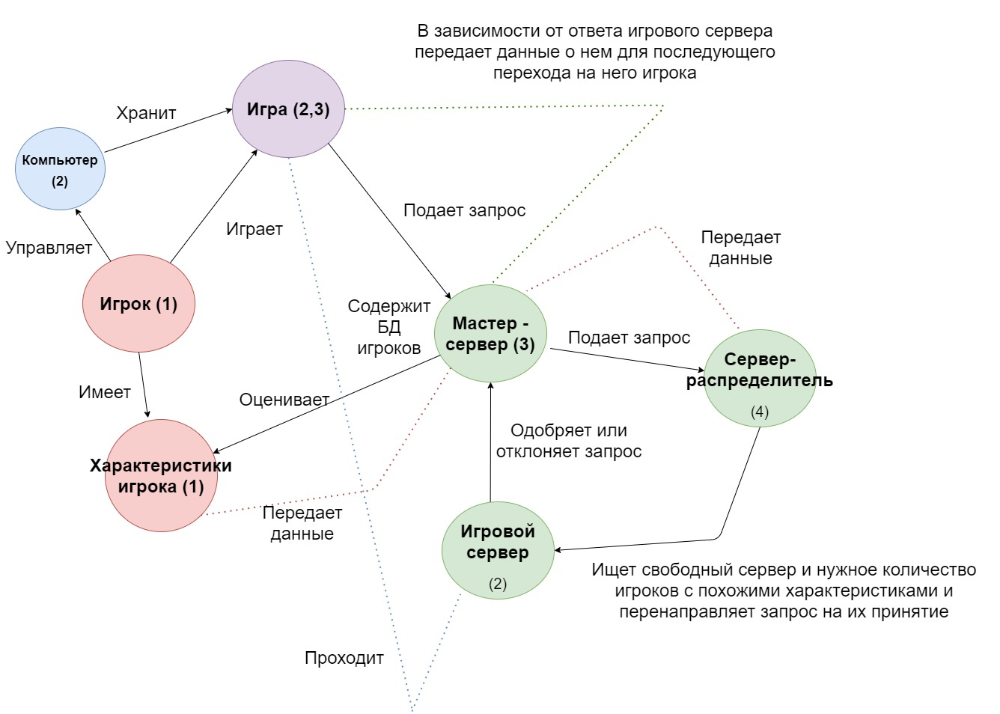 В зависимости от ответа игрового сервера
передает данные о нем для последующего
перехода на него игрока
Игра (2,3)
Хранит
Компьютер
(2)
Подает запрос
Играет
Управляет
Передает
данные
Игрок (1)
Содержит
БД
игроков
Мастер -
сервер (3)
Подает запрос
Сервер-
распределитель
(4)
Имеет
Оценивает
Одобряет или
отклоняет запрос
Характеристики
игрока (1)
Передает
данные
Игровой
сервер
(2)
Ищет свободный сервер и нужное количество
игроков с похожими характеристиками и
перенаправляет запрос на их принятие
Проходит